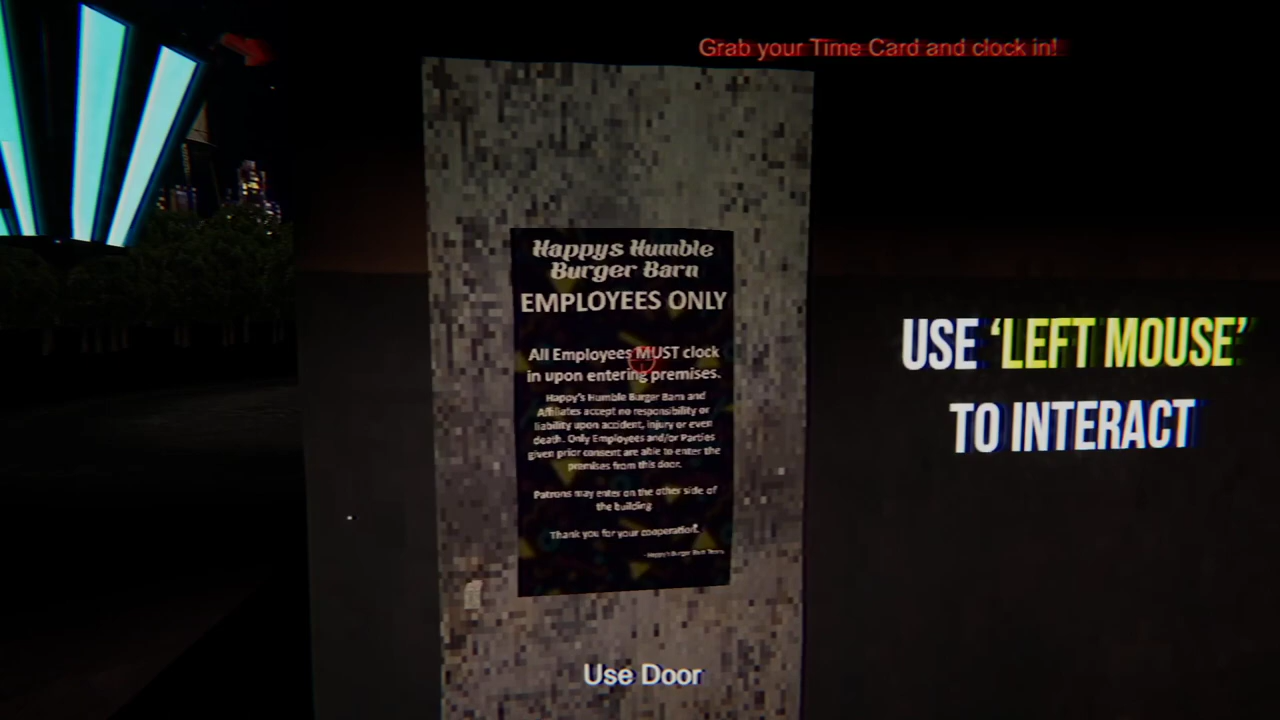 Grab your Time Card and clock in!
Happys Humble
Burger Barn
EMPLOYEES ONLY
All Employees MUST clock
in upon entering premises.
Happy's Humble Burger Barn and
Affiliates accept no responsibility or
liability upon accident, injury or even
death. Only Employees and/or Parties
given prior consent are able to enter the
premises from this door.
Patrons may enter on the other side of
the building
Thank you for your cooperation.
- Happy's Burger Barn Team
USE ‘LEFT MOUSE’
TO INTERACT
Use Door